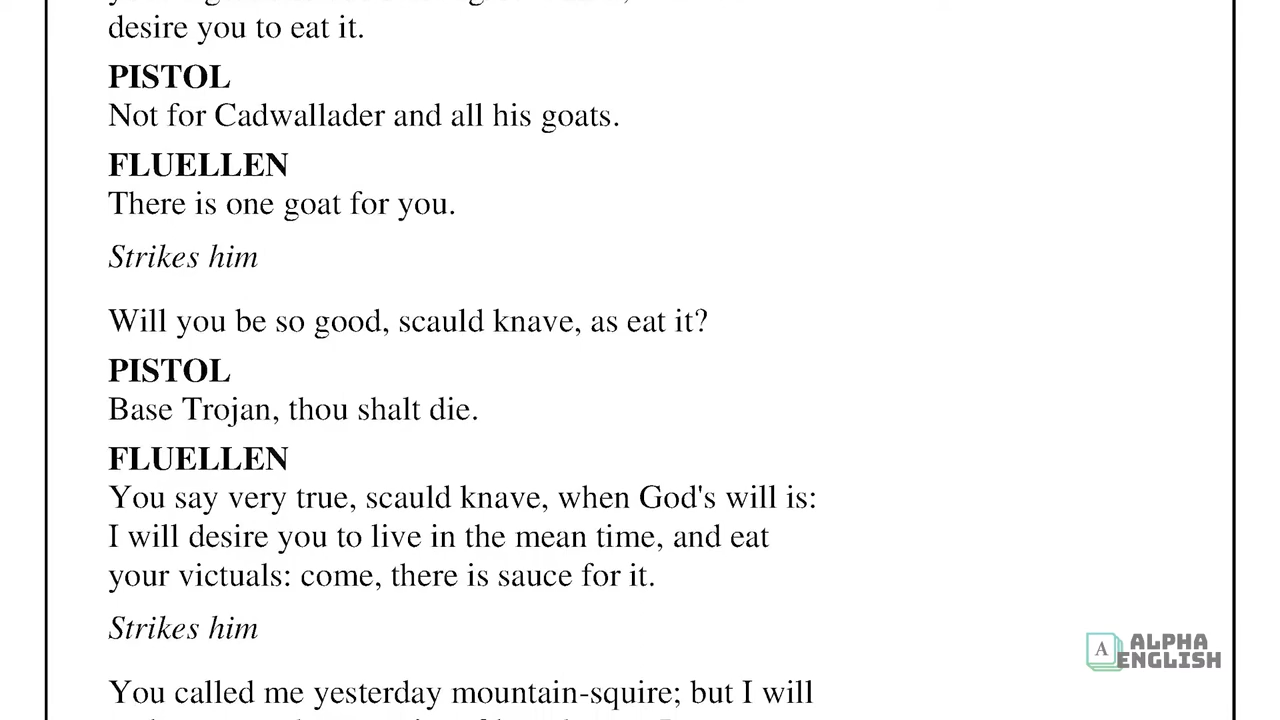 desire you to eat it.
PISTOL
Not for Cadwallader and all his goats.
FLUELLEN
There is one goat for you.
Strikes him
Will you be so good, scauld knave, as eat it?
PISTOL
Base Trojan, thou shalt die.
FLUELLEN
You say very true, scauld knave, when God's will is:
I will desire you to live in the mean time, and eat
your victuals: come, there is sauce for it.
Strikes him
You called me yesterday mountain-squire; but I will
A
ALPHA
ENGLISH